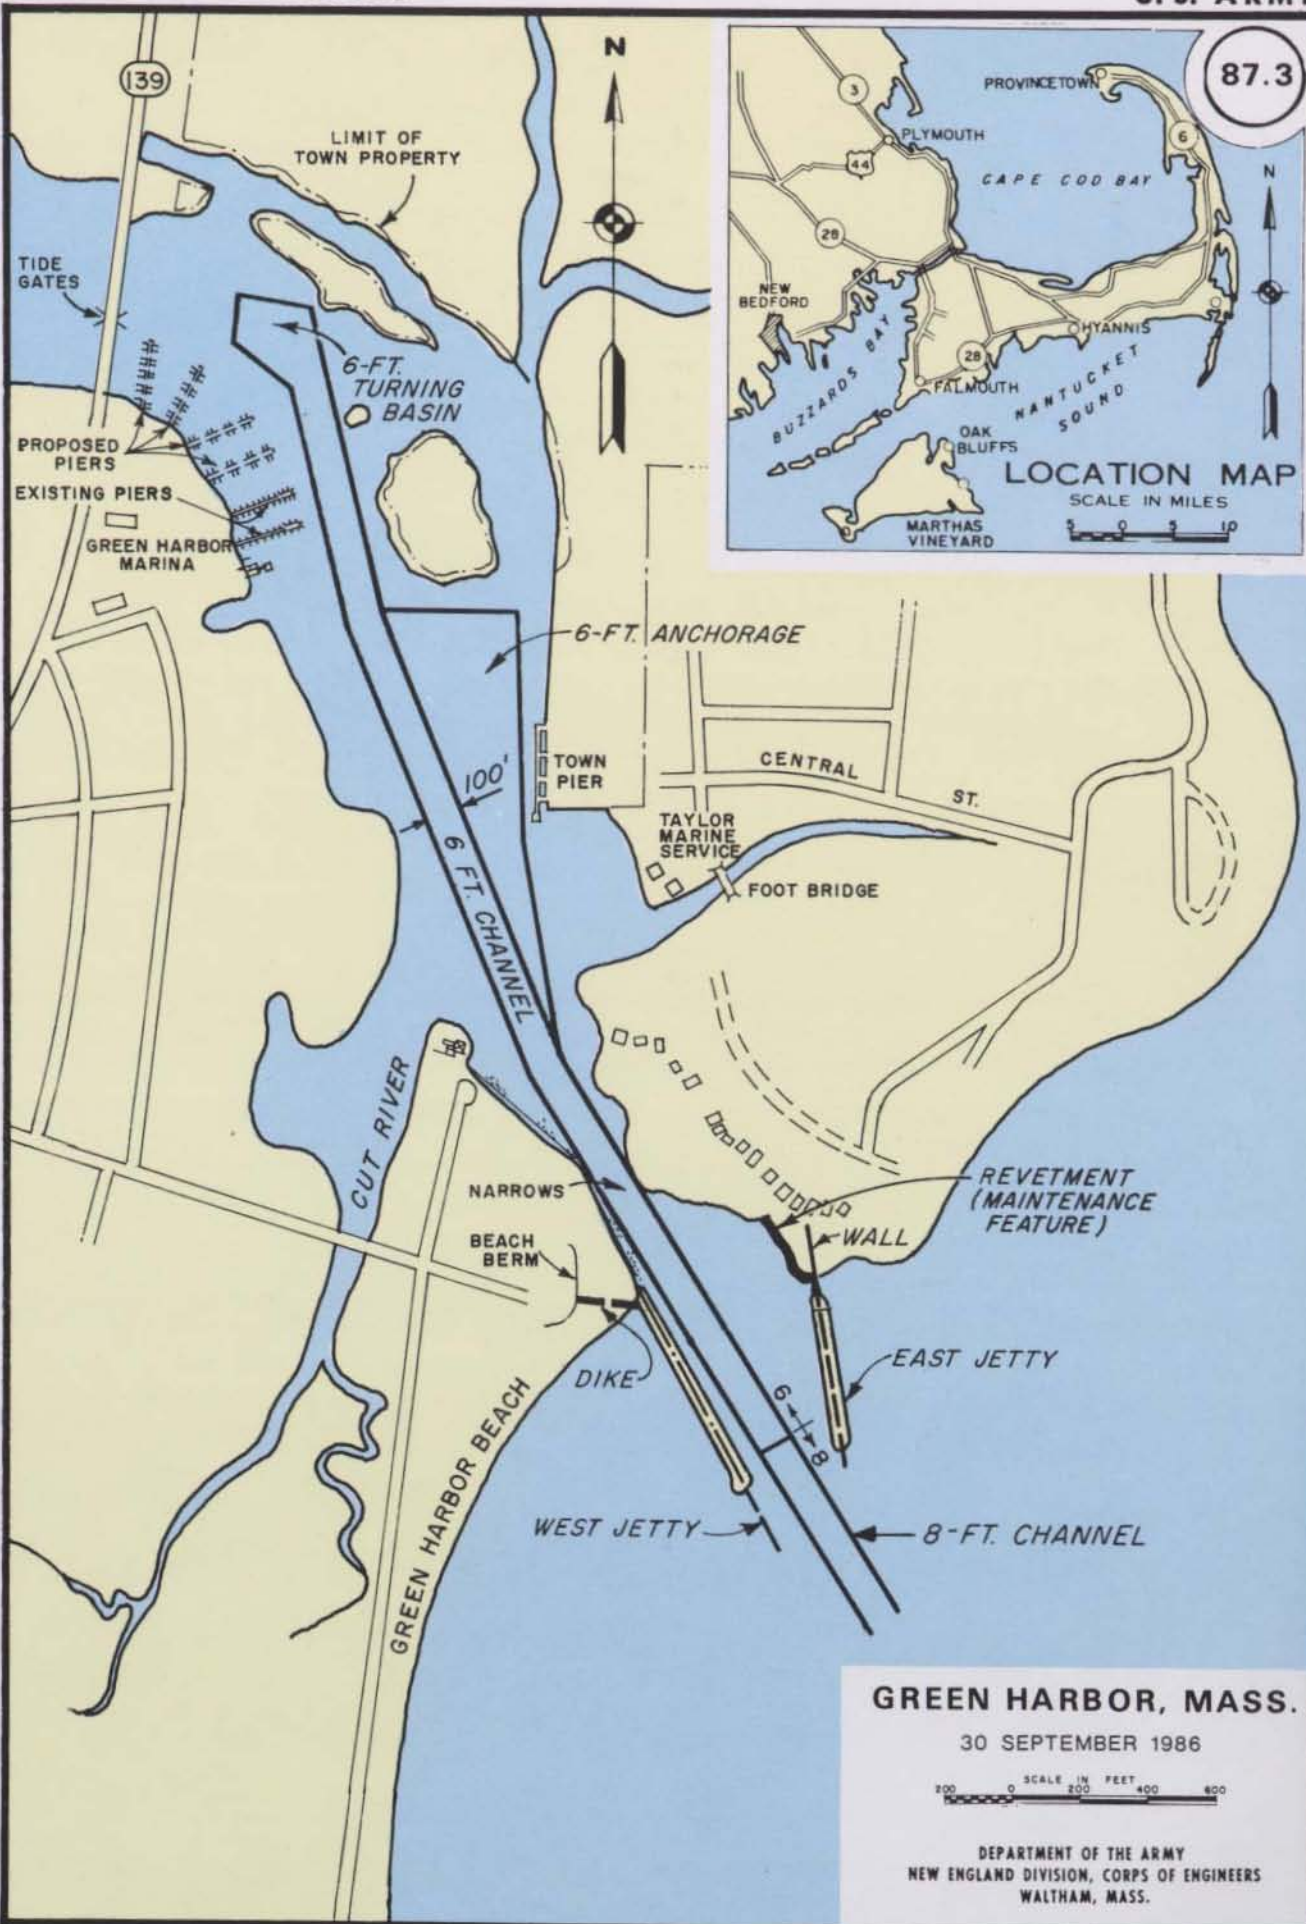 U.S. ARMY
139
N
LIMIT OF
TOWN PROPERTY
TIDE
GATES
6-FT.
TURNING
BASIN
PROPOSED
PIERS
EXISTING PIERS
GREEN HARBOR
MARINA
87.3
PROVINCETOWN
3
6
PLYMOUTH
44
CAPE COD BAY
N
28
NEW
BEDFORD
HYANNIS
28
BUZZARDS BAY
FALMOUTH
NANTUCKET
SOUND
OAK
BLUFFS
LOCATION MAP
SCALE IN MILES
5 0 5 10
MARTHAS
VINEYARD
6-FT. ANCHORAGE
TOWN
PIER
CENTRAL ST.
100'
TAYLOR
MARINE
SERVICE
FOOT BRIDGE
6 FT. CHANNEL
CUT RIVER
NARROWS
REVETMENT
(MAINTENANCE
FEATURE)
WALL
BEACH
BERM
DIKE
EAST JETTY
6
8
GREEN HARBOR BEACH
WEST JETTY
8-FT. CHANNEL
GREEN HARBOR, MASS.
30 SEPTEMBER 1986
SCALE IN FEET
200 0 200 400 600
DEPARTMENT OF THE ARMY
NEW ENGLAND DIVISION, CORPS OF ENGINEERS
WALTHAM, MASS.